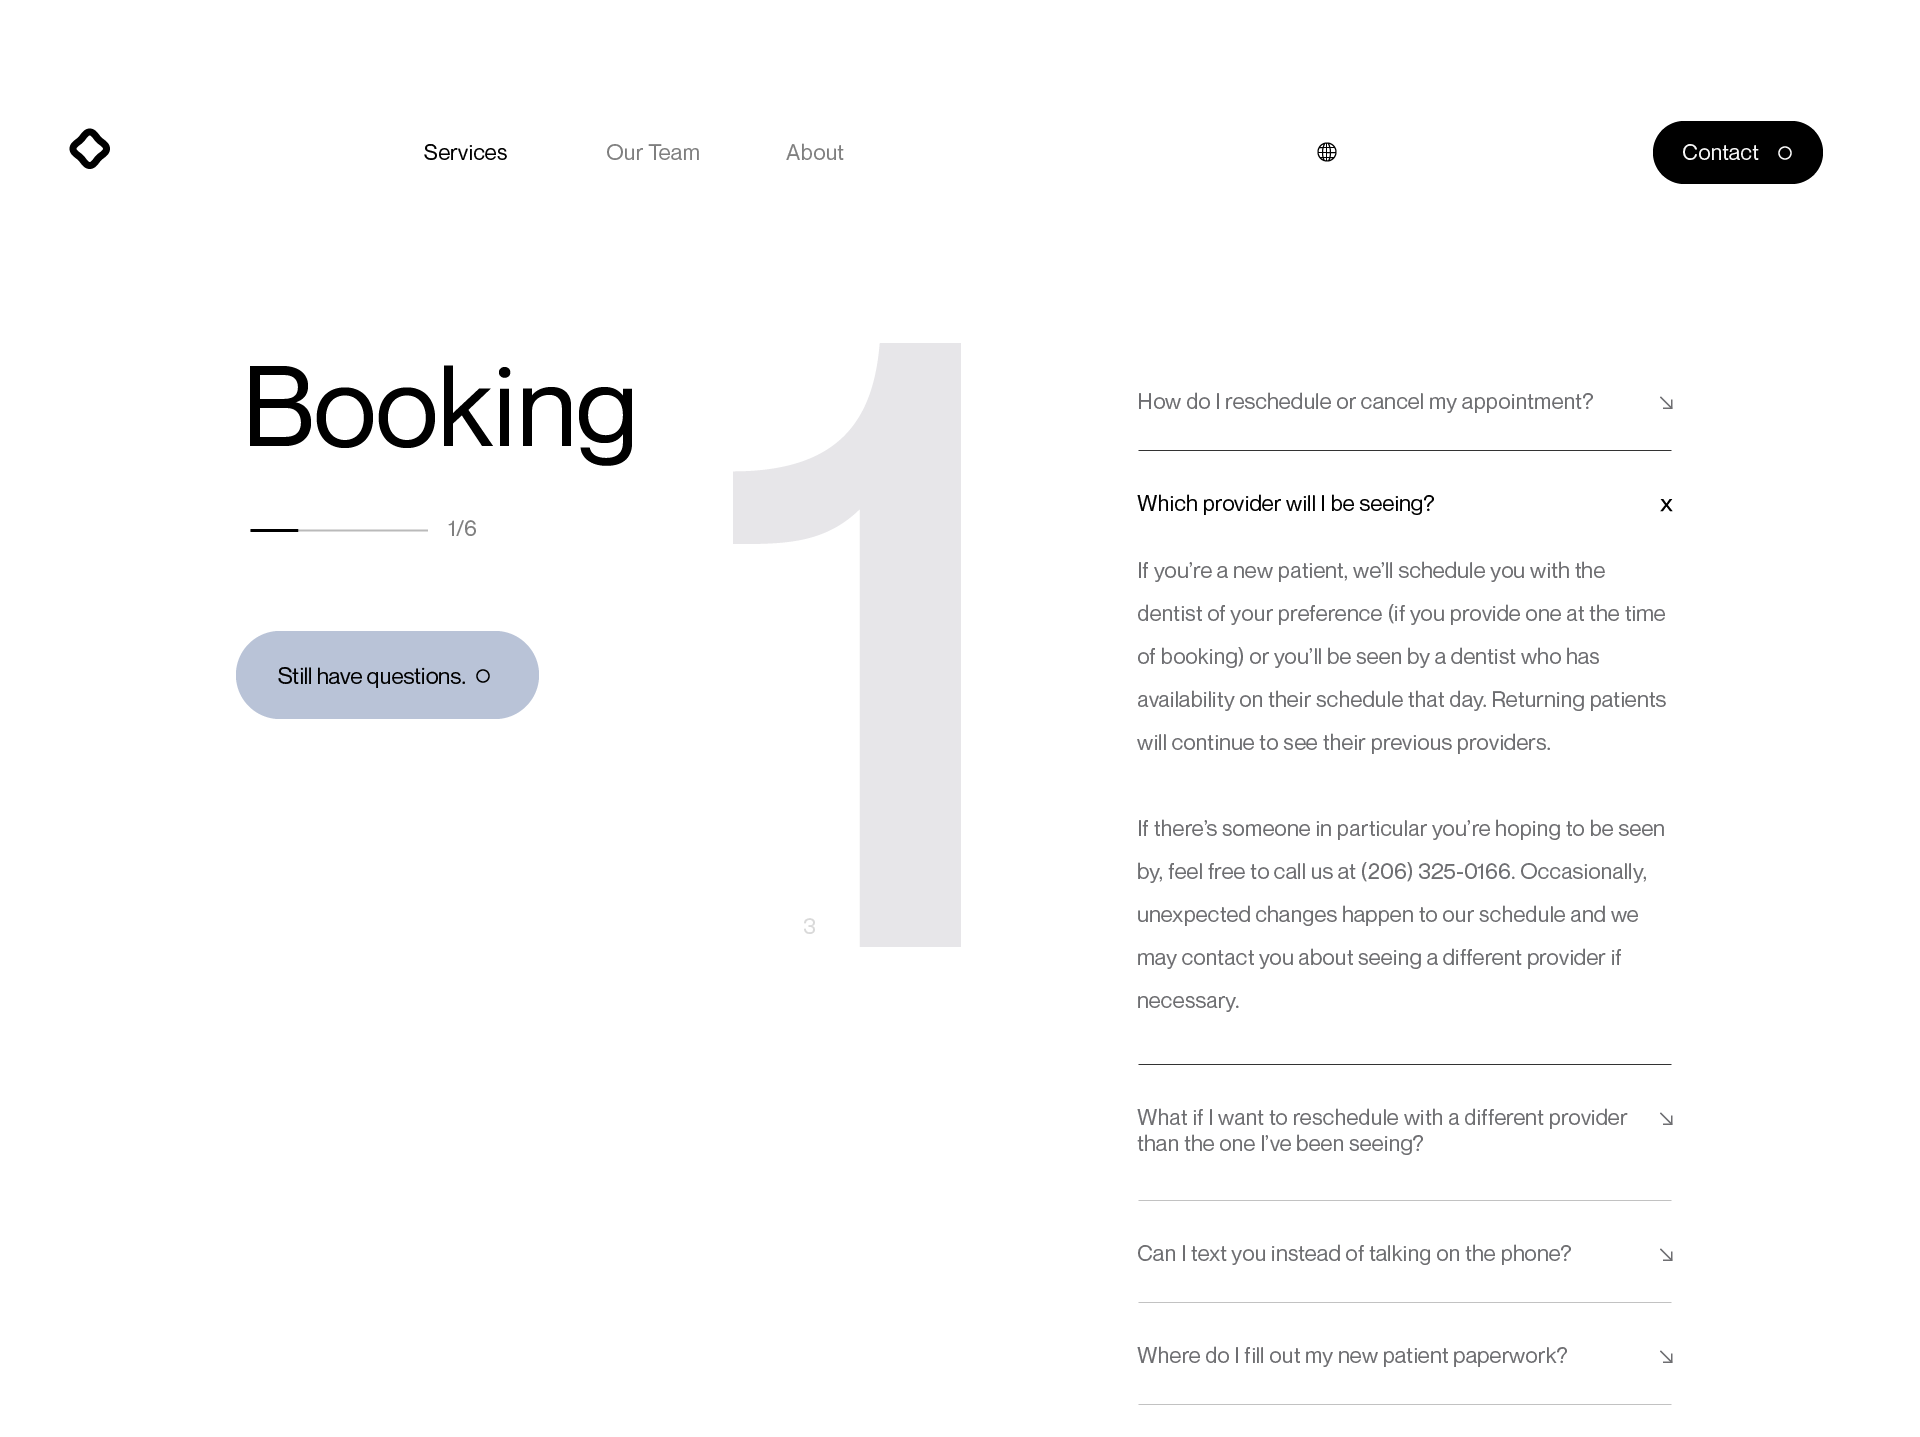 Services
Our Team
About
Contact
Booking
1/6
Still have questions.
1
3
How do I reschedule or cancel my appointment?
Which provider will I be seeing?
x
If you’re a new patient, we’ll schedule you with the
dentist of your preference (if you provide one at the time
of booking) or you’ll be seen by a dentist who has
availability on their schedule that day. Returning patients
will continue to see their previous providers.
If there’s someone in particular you’re hoping to be seen
by, feel free to call us at (206) 325-0166. Occasionally,
unexpected changes happen to our schedule and we
may contact you about seeing a different provider if
necessary.
What if I want to reschedule with a different provider
than the one I’ve been seeing?
Can I text you instead of talking on the phone?
Where do I fill out my new patient paperwork?